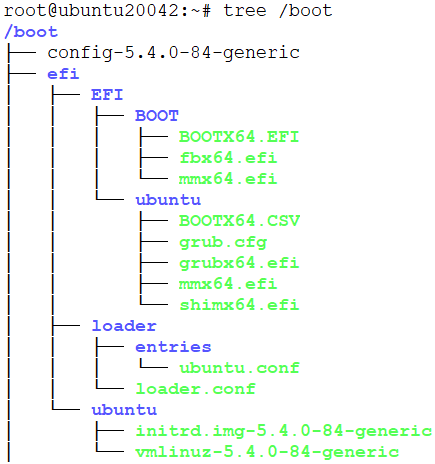 root@ubuntu20042:~# tree /boot
/boot
├── config-5.4.0-84-generic
├── efi
│   ├── EFI
│   │   ├── BOOT
│   │   │   ├── BOOTX64.EFI
│   │   │   ├── fbx64.efi
│   │   │   └── mmx64.efi
│   │   └── ubuntu
│   │       ├── BOOTX64.CSV
│   │       ├── grub.cfg
│   │       ├── grubx64.efi
│   │       ├── mmx64.efi
│   │       └── shimx64.efi
│   ├── loader
│   │   ├── entries
│   │   │   └── ubuntu.conf
│   │   └── loader.conf
│   └── ubuntu
│       ├── initrd.img-5.4.0-84-generic
│       └── vmlinuz-5.4.0-84-generic